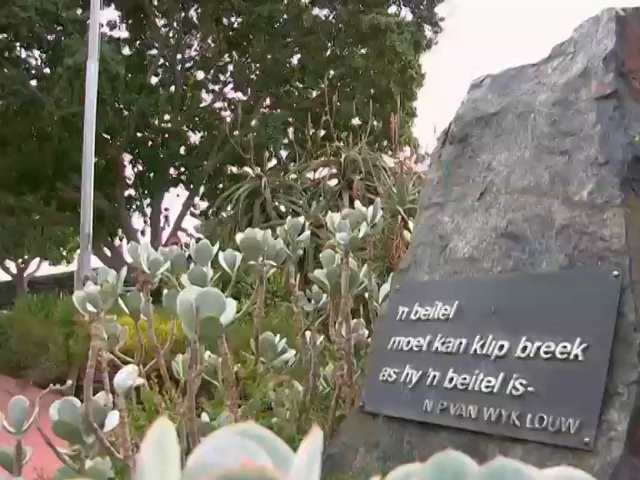 'n beitel
moet kan klip breek
as hy 'n beitel is-
N P VAN WYK LOUW